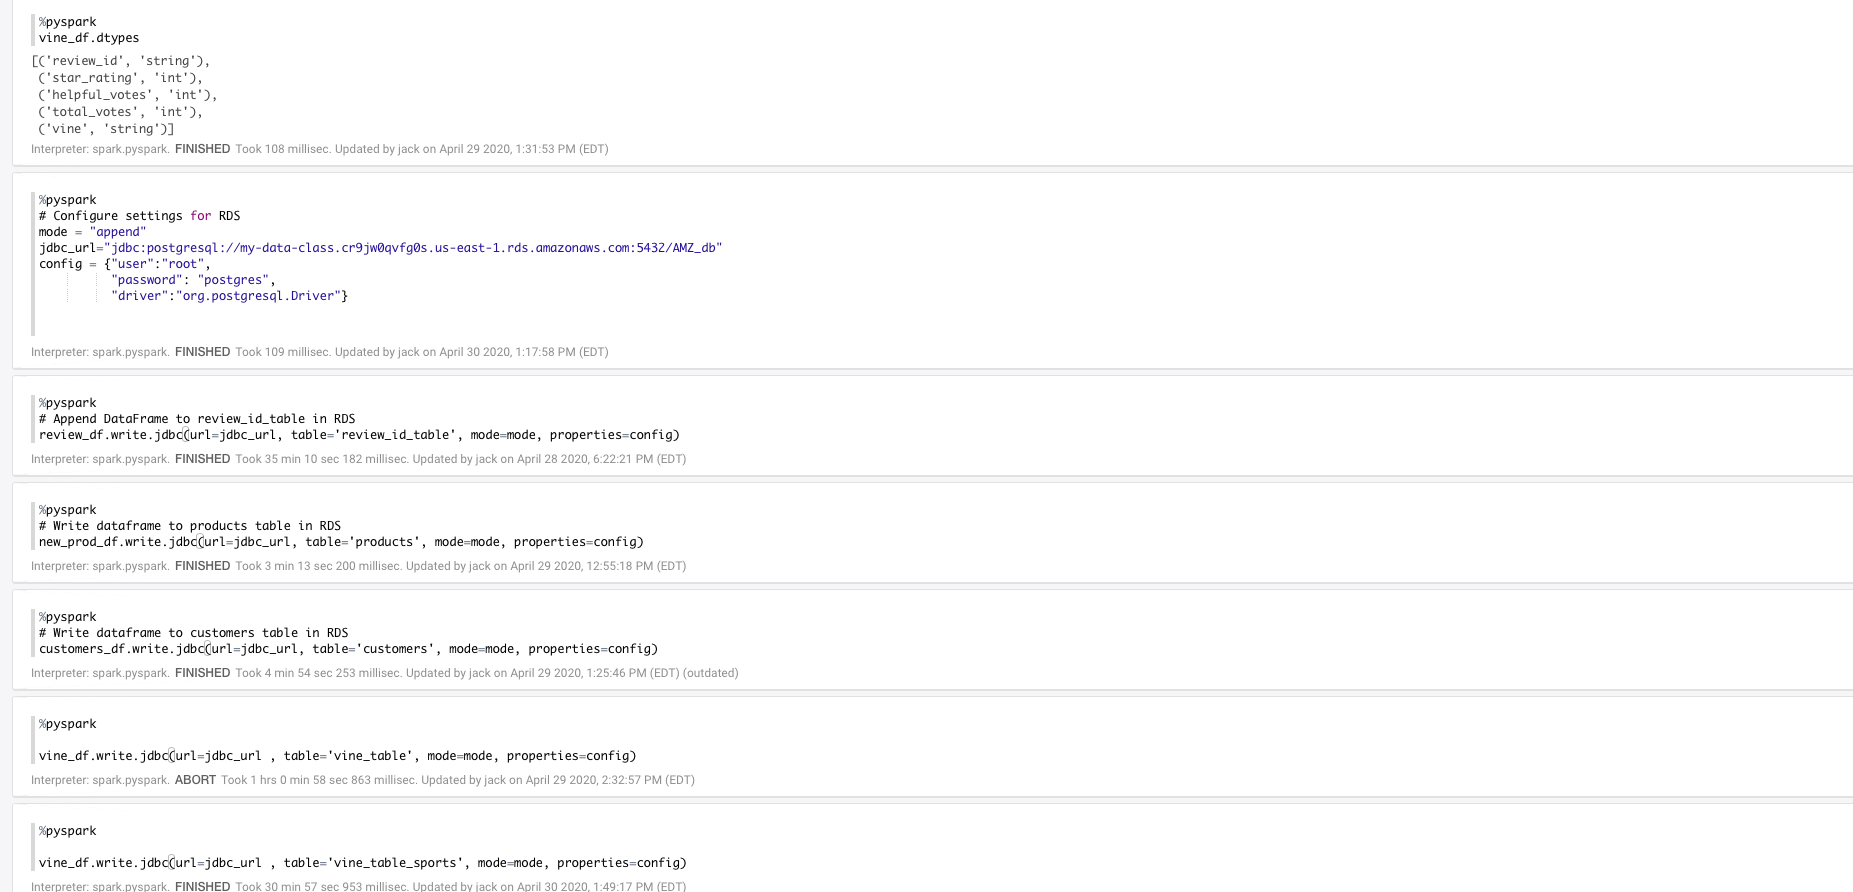 %pyspark
vine_df.dtypes
[('review_id', 'string'),
('star_rating', 'int'),
('helpful_votes', 'int'),
('total_votes', 'int'),
('vine', 'string')]
Interpreter: spark.pyspark. FINISHED Took 108 millisec. Updated by jack on April 29 2020, 1:31:53 PM (EDT)
%pyspark
# Configure settings for RDS
mode = "append"
jdbc_url="jdbc:postgresql://my-data-class.cr9jw0qvfg0s.us-east-1.rds.amazonaws.com:5432/AMZ_db"
config = {"user":"root",
"password": "postgres",
"driver":"org.postgresql.Driver"}
Interpreter: spark.pyspark. FINISHED Took 109 millisec. Updated by jack on April 30 2020, 1:17:58 PM (EDT)
%pyspark
# Append DataFrame to review_id_table in RDS
review_df.write.jdbc(url=jdbc_url, table='review_id_table', mode=mode, properties=config)
Interpreter: spark.pyspark. FINISHED Took 35 min 10 sec 182 millisec. Updated by jack on April 28 2020, 6:22:21 PM (EDT)
%pyspark
# Write dataframe to products table in RDS
new_prod_df.write.jdbc(url=jdbc_url, table='products', mode=mode, properties=config)
Interpreter: spark.pyspark. FINISHED Took 3 min 13 sec 200 millisec. Updated by jack on April 29 2020, 12:55:18 PM (EDT)
%pyspark
# Write dataframe to customers table in RDS
customers_df.write.jdbc(url=jdbc_url, table='customers', mode=mode, properties=config)
Interpreter: spark.pyspark. FINISHED Took 4 min 54 sec 253 millisec. Updated by jack on April 29 2020, 1:25:46 PM (EDT) (outdated)
%pyspark
vine_df.write.jdbc(url=jdbc_url , table='vine_table', mode=mode, properties=config)
Interpreter: spark.pyspark. ABORT Took 1 hrs 0 min 58 sec 863 millisec. Updated by jack on April 29 2020, 2:32:57 PM (EDT)
%pyspark
vine_df.write.jdbc(url=jdbc_url , table='vine_table_sports', mode=mode, properties=config)
Interpreter: spark.pyspark. FINISHED Took 30 min 57 sec 953 millisec. Updated by jack on April 30 2020, 1:49:17 PM (EDT)